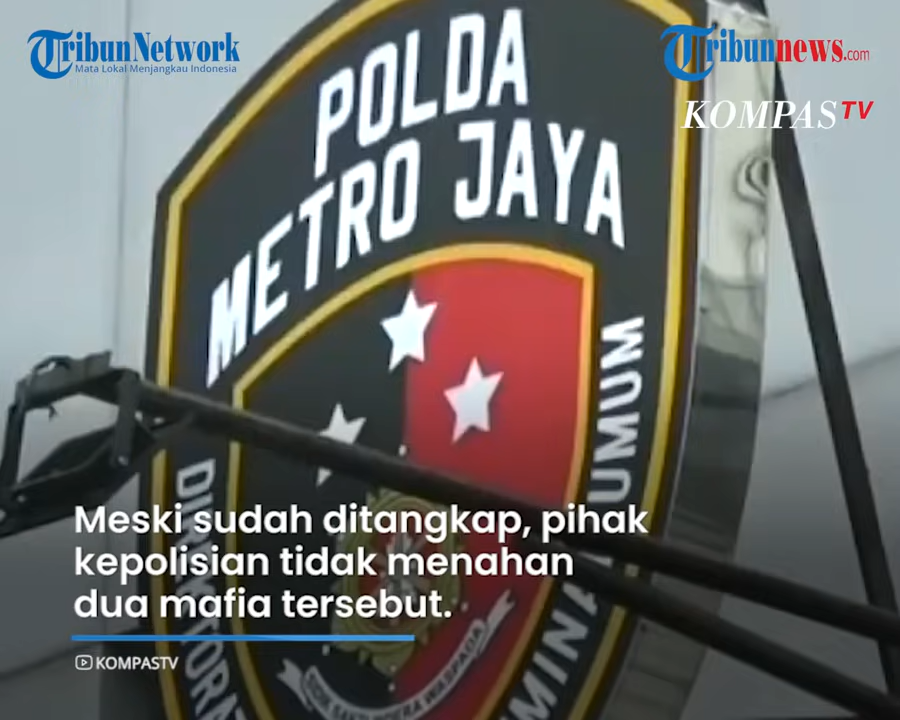 TribunNetwork
Mata Lokal Menjangkau Indonesia
Tribunnews.com
KOMPASTV
POLDA
METRO JAYA
UMUM
Meski sudah ditangkap, pihak
kepolisian tidak menahan
dua mafia tersebut.
KOMPASTV